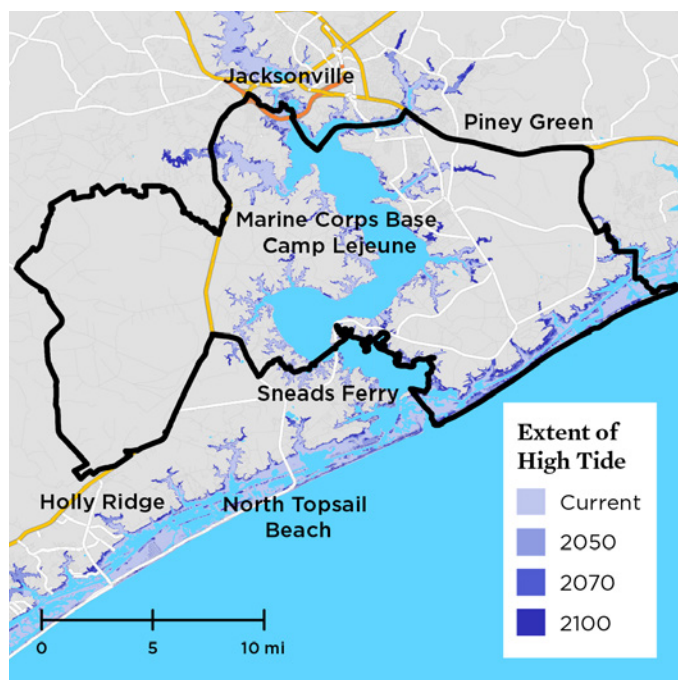 Jacksonville
Piney Green
Marine Corps Base
Camp Lejeune
Sneads Ferry
Holly Ridge
North Topsail
Beach
Extent of
High Tide
Current
2050
2070
2100
0 5 10 mi